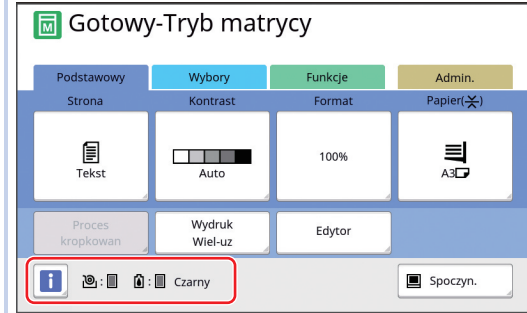 Gotowy-Tryb matrycy
Podstawowy Wybory Funkcje Admin.
Strona Kontrast Format Papier( )
Tekst Auto 100% A3
Proces kropkowan Wydruk Wiel-uz Edytor
i : : Czarny Spoczyn.